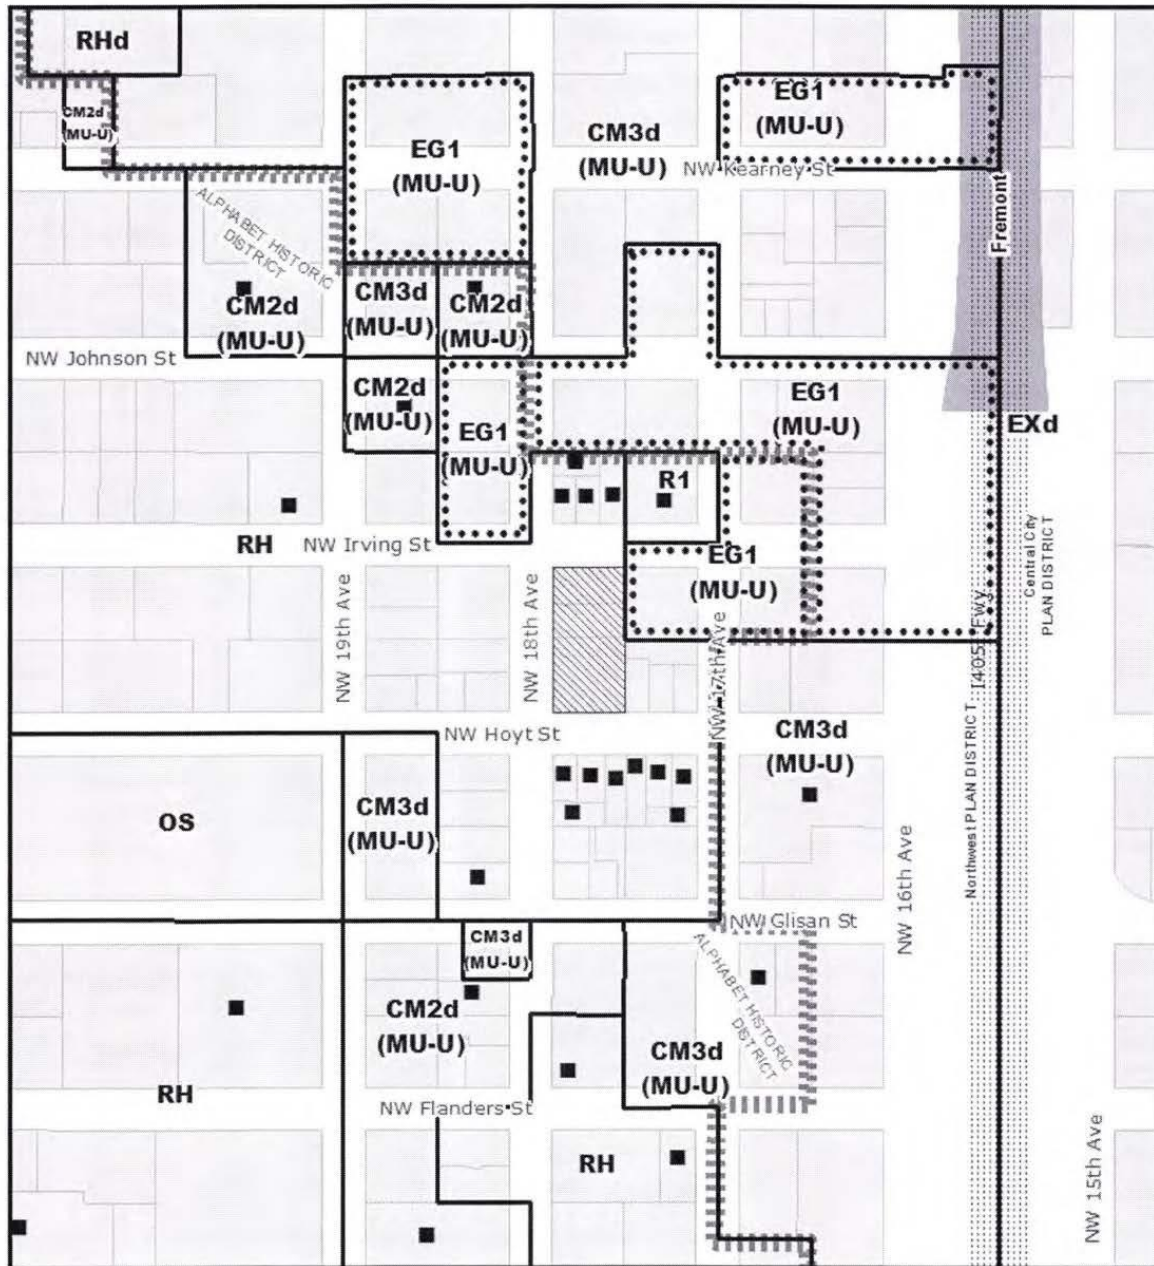 RHd
CM2d
(MU-U)
EG1
(MU-U)
CM3d
(MU-U)
EG1
(MU-U)
NW Kearney St
Fremont
ALPHABET HISTORIC
DISTRICT
CM2d
(MU-U)
CM3d
(MU-U)
CM2d
(MU-U)
NW Johnson St
CM2d
(MU-U)
EG1
(MU-U)
EG1
(MU-U)
EXd
R1
RH
NW Irving St
EG1
(MU-U)
NW 19th Ave
NW 18th Ave
NW 17th Ave
I405 Fwy
Central City
PLAN DISTRICT
Northwest PLAN DISTRICT
NW Hoyt St
CM3d
(MU-U)
OS
CM3d
(MU-U)
NW 16th Ave
NW Glisan St
CM3d
(MU-U)
ALPHABET HISTORIC
DISTRICT
CM2d
(MU-U)
CM3d
(MU-U)
RH
NW Flanders St
RH
NW 15th Ave